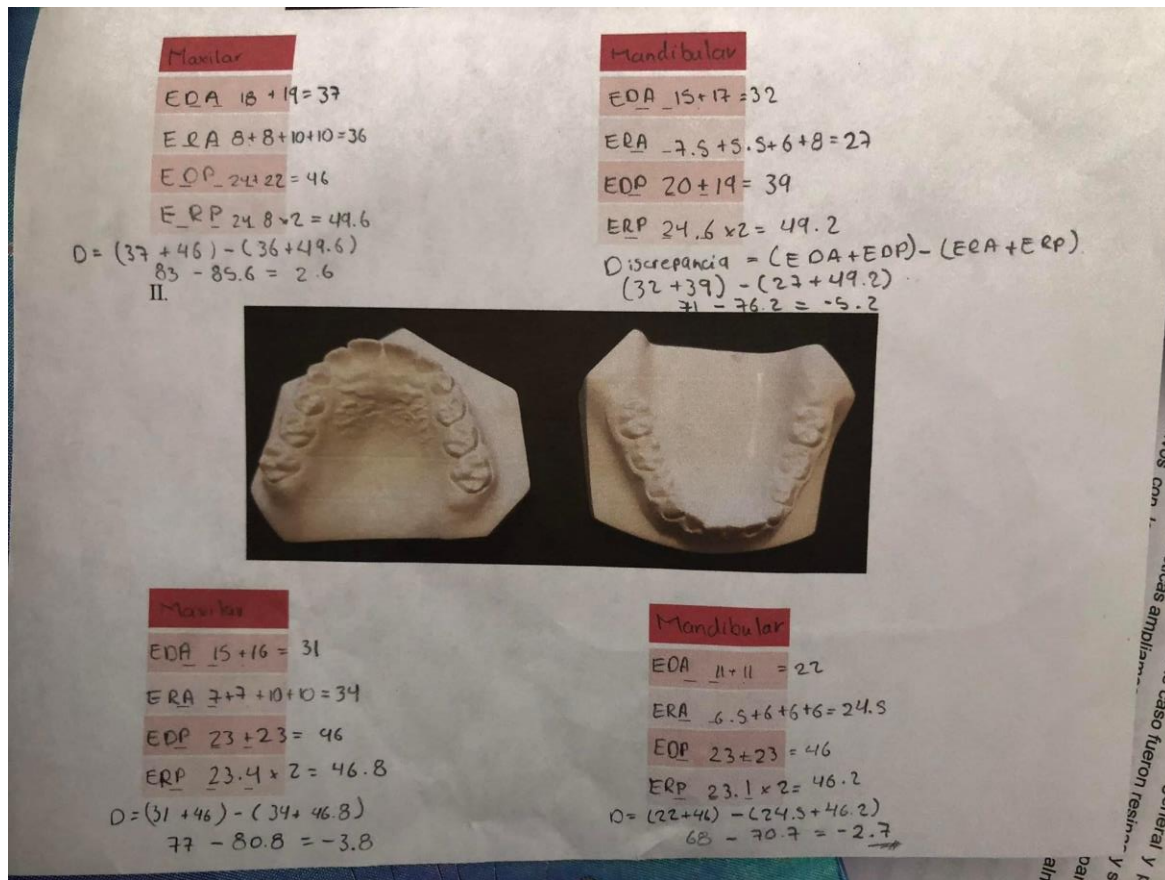 Maxilar
EDA 18 + 19 = 37
ERA 8+8+10+10=36
EDP 24+22 = 46
ERP 24.8 x2 = 49.6
D= (37 + 46) - (36+49.6)
83 - 85.6 = 2.6
Mandibular
EDA 15+17 = 32
ERA 7.5 +5.5+ 6+8=27
EDP 20+19= 39
ERP 24.6 x2= 49.2
Discrepancia = (EDA+EDP)-(ERA+ERP)
(32+39) - (27+49.2)
71 - 76.2 = -5.2
II.
Maxilar
EDA 15 +16 = 31
ERA 7+7 +10+10=34
EDP 23+23= 46
ERP 23.4 x 2= 46.8
D=(31 +46) - (34+ 46.8)
77 - 80.8 = -3.8
Mandibular
EDA 11+11 =22
ERA 6.5+6+6+6=24.5
EDP 23+23 =46
ERP 23.1 x2= 46.2
D= (22+46) - (24.5+46.2)
68 - 70.7 = -2.7
caso fueron resinas y s